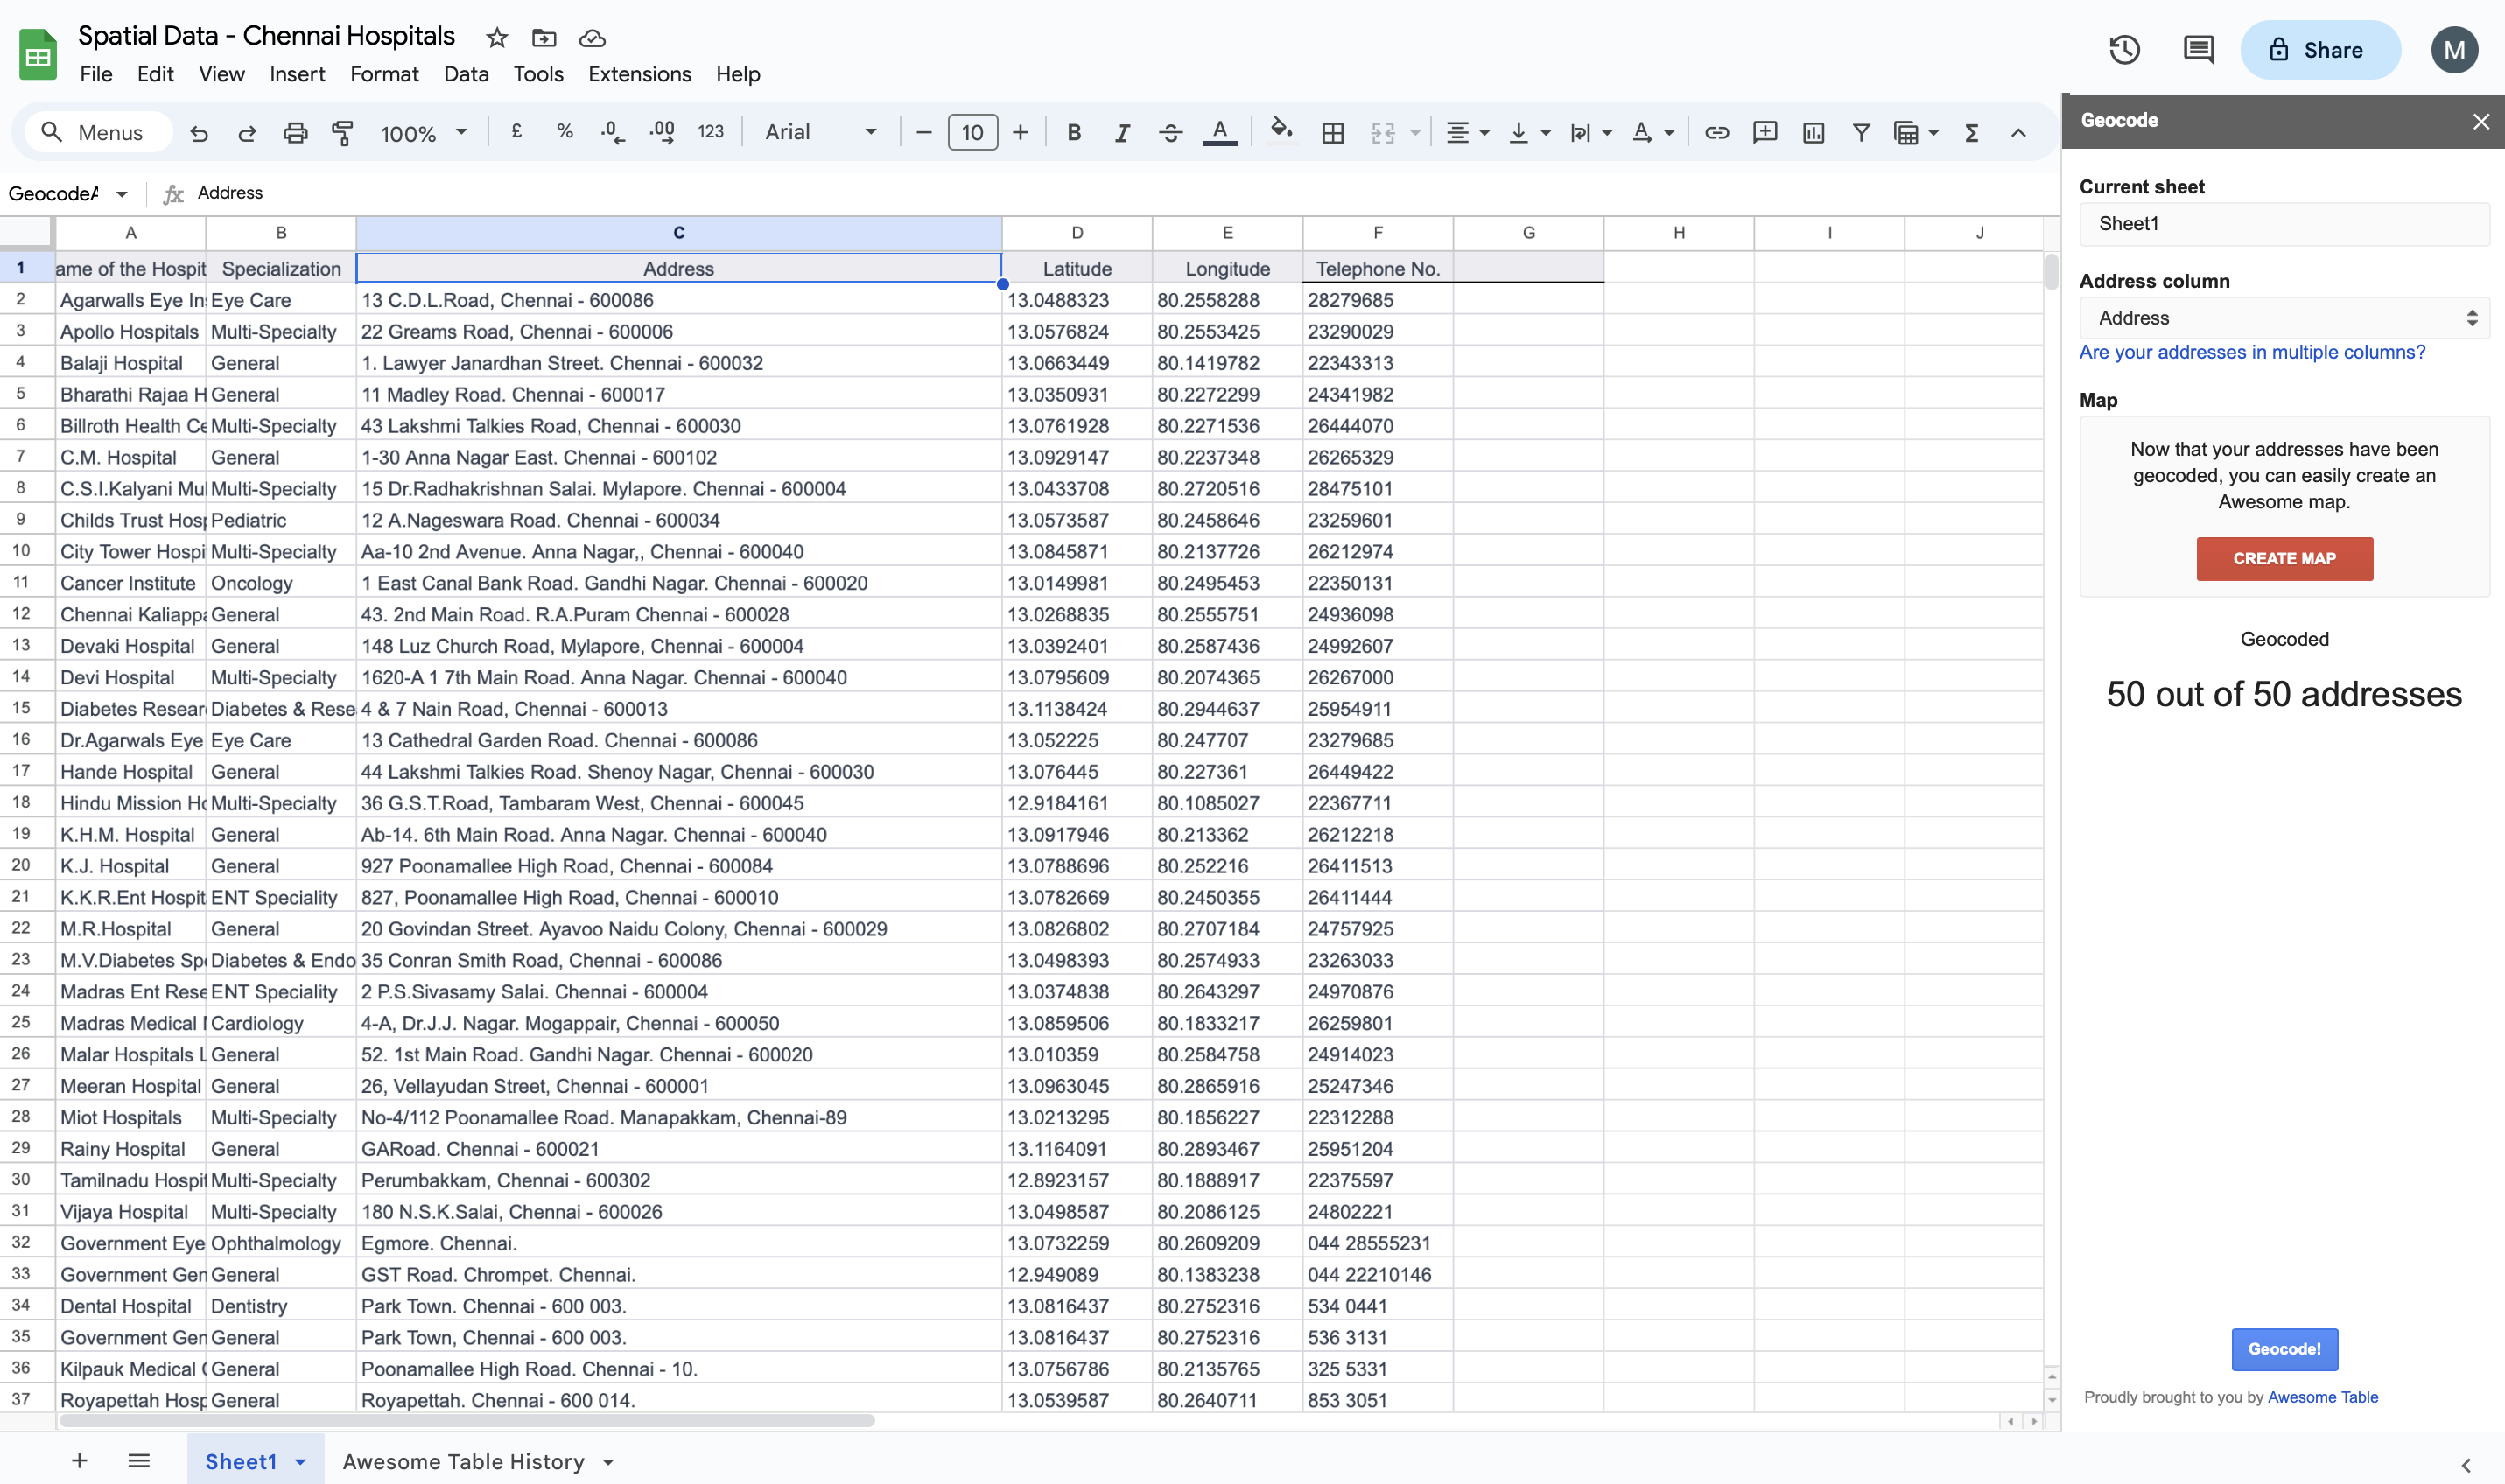 Spatial Data - Chennai Hospitals
File Edit View Insert Format Data Tools Extensions Help
Share
M
Menus 100% £ % .0 .00 123 Arial 10 B I S A
GeocodeA fx Address
A B C D E F G H I J
1 ame of the Hospit Specialization Address Latitude Longitude Telephone No.
2 Agarwalls Eye In Eye Care 13 C.D.L.Road, Chennai - 600086 13.0488323 80.2558288 28279685
3 Apollo Hospitals Multi-Specialty 22 Greams Road, Chennai - 600006 13.0576824 80.2553425 23290029
4 Balaji Hospital General 1. Lawyer Janardhan Street. Chennai - 600032 13.0663449 80.1419782 22343313
5 Bharathi Rajaa H General 11 Madley Road. Chennai - 600017 13.0350931 80.2272299 24341982
6 Billroth Health Ce Multi-Specialty 43 Lakshmi Talkies Road, Chennai - 600030 13.0761928 80.2271536 26444070
7 C.M. Hospital General 1-30 Anna Nagar East. Chennai - 600102 13.0929147 80.2237348 26265329
8 C.S.I.Kalyani Mul Multi-Specialty 15 Dr.Radhakrishnan Salai. Mylapore. Chennai - 600004 13.0433708 80.2720516 28475101
9 Childs Trust Hosp Pediatric 12 A.Nageswara Road. Chennai - 600034 13.0573587 80.2458646 23259601
10 City Tower Hospi Multi-Specialty Aa-10 2nd Avenue. Anna Nagar,, Chennai - 600040 13.0845871 80.2137726 26212974
11 Cancer Institute Oncology 1 East Canal Bank Road. Gandhi Nagar. Chennai - 600020 13.0149981 80.2495453 22350131
12 Chennai Kaliappa General 43. 2nd Main Road. R.A.Puram Chennai - 600028 13.0268835 80.2555751 24936098
13 Devaki Hospital General 148 Luz Church Road, Mylapore, Chennai - 600004 13.0392401 80.2587436 24992607
14 Devi Hospital Multi-Specialty 1620-A 1 7th Main Road. Anna Nagar. Chennai - 600040 13.0795609 80.2074365 26267000
15 Diabetes Resear Diabetes & Rese 4 & 7 Nain Road, Chennai - 600013 13.1138424 80.2944637 25954911
16 Dr.Agarwals Eye Eye Care 13 Cathedral Garden Road. Chennai - 600086 13.052225 80.247707 23279685
17 Hande Hospital General 44 Lakshmi Talkies Road. Shenoy Nagar, Chennai - 600030 13.076445 80.227361 26449422
18 Hindu Mission Ho Multi-Specialty 36 G.S.T.Road, Tambaram West, Chennai - 600045 12.9184161 80.1085027 22367711
19 K.H.M. Hospital General Ab-14. 6th Main Road. Anna Nagar. Chennai - 600040 13.0917946 80.213362 26212218
20 K.J. Hospital General 927 Poonamallee High Road, Chennai - 600084 13.0788696 80.252216 26411513
21 K.K.R.Ent Hospit ENT Speciality 827, Poonamallee High Road, Chennai - 600010 13.0782669 80.2450355 26411444
22 M.R.Hospital General 20 Govindan Street. Ayavoo Naidu Colony, Chennai - 600029 13.0826802 80.2707184 24757925
23 M.V.Diabetes Spe Diabetes & Endo 35 Conran Smith Road, Chennai - 600086 13.0498393 80.2574933 23263033
24 Madras Ent Rese ENT Speciality 2 P.S.Sivasamy Salai. Chennai - 600004 13.0374838 80.2643297 24970876
25 Madras Medical Cardiology 4-A, Dr.J.J. Nagar. Mogappair, Chennai - 600050 13.0859506 80.1833217 26259801
26 Malar Hospitals L General 52. 1st Main Road. Gandhi Nagar. Chennai - 600020 13.010359 80.2584758 24914023
27 Meeran Hospital General 26, Vellayudan Street, Chennai - 600001 13.0963045 80.2865916 25247346
28 Miot Hospitals Multi-Specialty No-4/112 Poonamallee Road. Manapakkam, Chennai-89 13.0213295 80.1856227 22312288
29 Rainy Hospital General GARoad. Chennai - 600021 13.1164091 80.2893467 25951204
30 Tamilnadu Hospit Multi-Specialty Perumbakkam, Chennai - 600302 12.8923157 80.1888917 22375597
31 Vijaya Hospital Multi-Specialty 180 N.S.K.Salai, Chennai - 600026 13.0498587 80.2086125 24802221
32 Government Eye Ophthalmology Egmore. Chennai. 13.0732259 80.2609209 044 28555231
33 Government Gen General GST Road. Chrompet. Chennai. 12.949089 80.1383238 044 22210146
34 Dental Hospital Dentistry Park Town. Chennai - 600 003. 13.0816437 80.2752316 534 0441
35 Government Gen General Park Town, Chennai - 600 003. 13.0816437 80.2752316 536 3131
36 Kilpauk Medical General Poonamallee High Road. Chennai - 10. 13.0756786 80.2135765 325 5331
37 Royapettah Hosp General Royapettah. Chennai - 600 014. 13.0539587 80.2640711 853 3051
Sheet1 Awesome Table History
Geocode
Current sheet
Sheet1
Address column
Address
Are your addresses in multiple columns?
Map
Now that your addresses have been
geocoded, you can easily create an
Awesome map.
CREATE MAP
Geocoded
50 out of 50 addresses
Geocode!
Proudly brought to you by Awesome Table